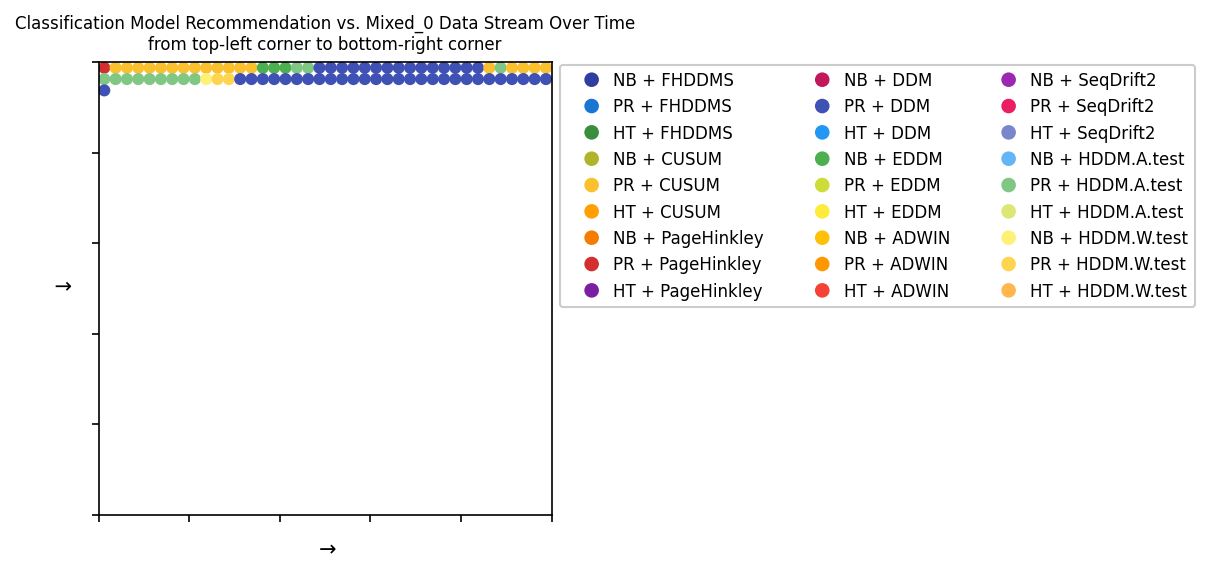 Classification Model Recommendation vs. Mixed_0 Data Stream Over Time
from top-left corner to bottom-right corner
NB + FHDDMS
PR + FHDDMS
HT + FHDDMS
NB + CUSUM
PR + CUSUM
HT + CUSUM
NB + PageHinkley
PR + PageHinkley
HT + PageHinkley
NB + DDM
PR + DDM
HT + DDM
NB + EDDM
PR + EDDM
HT + EDDM
NB + ADWIN
PR + ADWIN
HT + ADWIN
NB + SeqDrift2
PR + SeqDrift2
HT + SeqDrift2
NB + HDDM.A.test
PR + HDDM.A.test
HT + HDDM.A.test
NB + HDDM.W.test
PR + HDDM.W.test
HT + HDDM.W.test
→
→